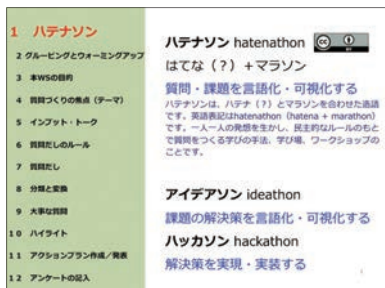 1 ハテナソン
2 グルーピングとウォーミングアップ
3 本WSの目的
4 質問づくりの焦点（テーマ）
5 インプット・トーク
6 質問だしのルール
7 質問だし
8 分類と変換
9 大事な質問
10 ハイライト
11 アクションプラン作成／発表
12 アンケートの記入
ハテナソン hatenathon
はてな（？）＋マラソン
質問・課題を言語化・可視化する
ハテナソンは、ハテナ（？）とマラソンを合わせた造語
です。英語表記はhatenathon（hatena + marathon）
です。一人一人の発想を生かし、民主的なルールのもと
で質問をつくる学びの手法、学び場、ワークショップの
ことです。
アイデアソン ideathon
課題の解決策を言語化・可視化する
ハッカソン hackathon
解決策を実現・実装する